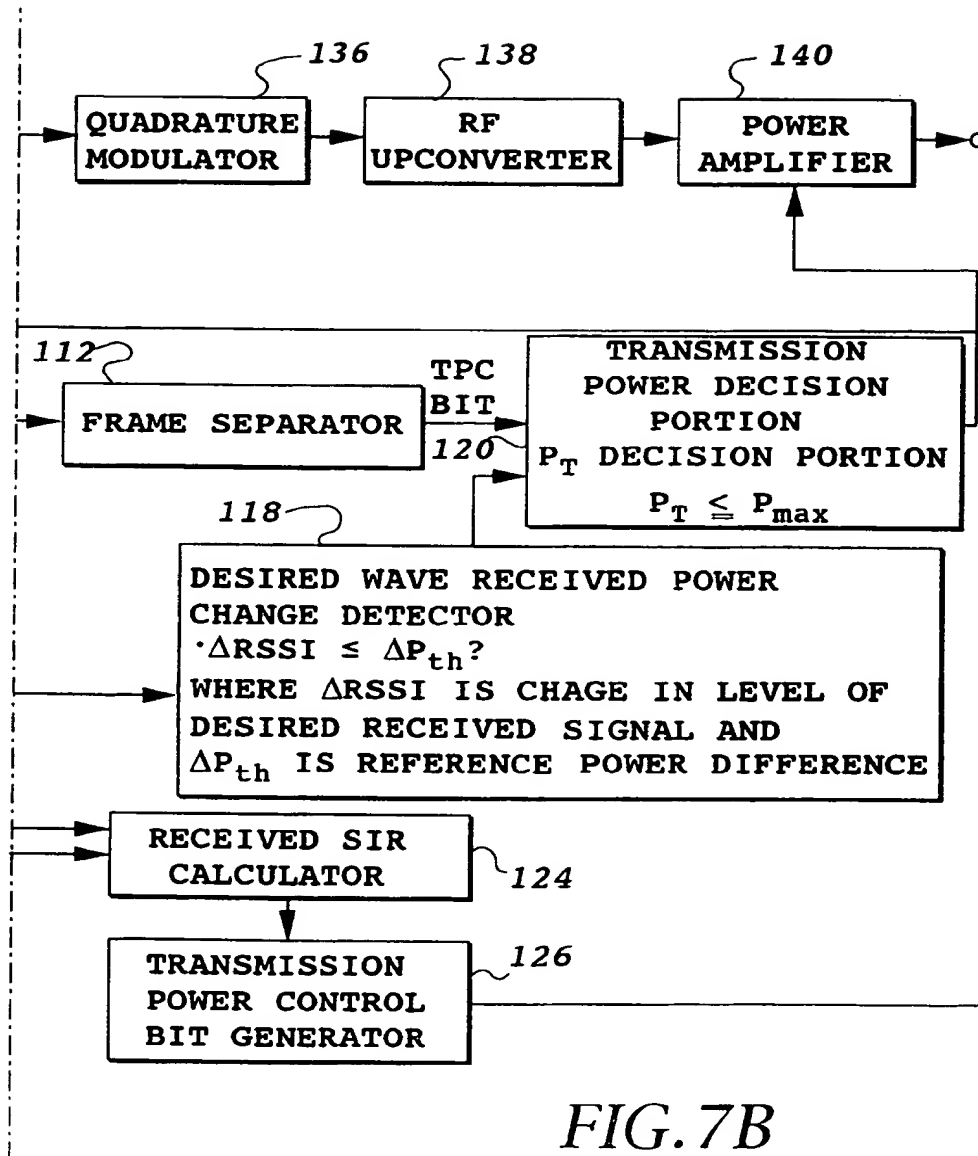 136
138
140
QUADRATURE
MODULATOR
RF
UPCONVERTER
POWER
AMPLIFIER
112
FRAME SEPARATOR
TPC
BIT
120
TRANSMISSION
POWER DECISION
PORTION
P_T DECISION PORTION
P_T ≦ P_max
118
DESIRED WAVE RECEIVED POWER
CHANGE DETECTOR
·ΔRSSI ≤ ΔP_th?
WHERE ΔRSSI IS CHAGE IN LEVEL OF
DESIRED RECEIVED SIGNAL AND
ΔP_th IS REFERENCE POWER DIFFERENCE
RECEIVED SIR
CALCULATOR
124
TRANSMISSION
POWER CONTROL
BIT GENERATOR
126
FIG.7B